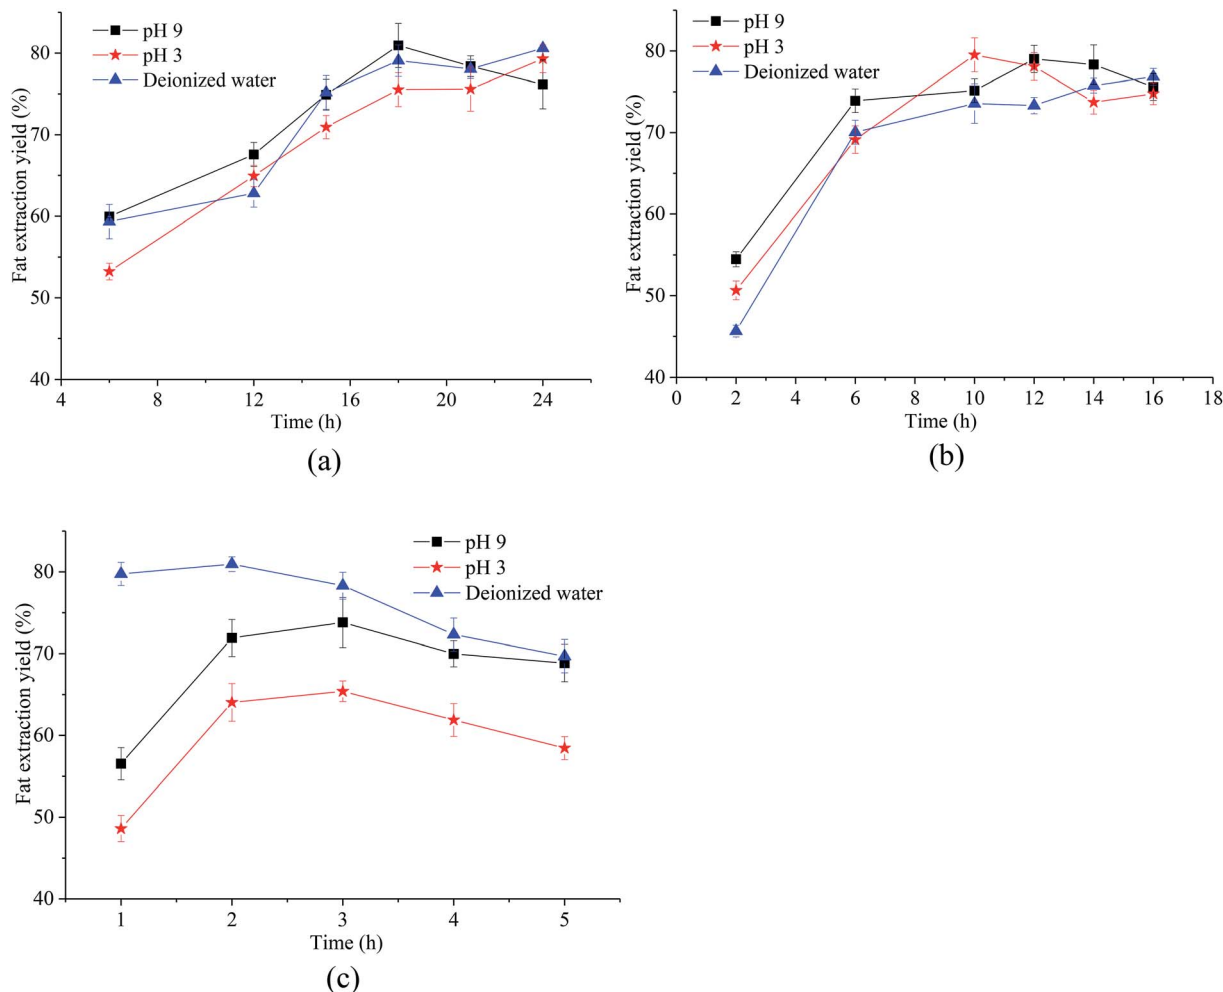 pH 9
pH 3
Deionized water
Fat extraction yield (%)
80
70
60
50
40
4 8 12 16 20 24
Time (h)
(a)
pH 9
pH 3
Deionized water
Fat extraction yield (%)
80
70
60
50
40
0 2 4 6 8 10 12 14 16 18
Time (h)
(b)
pH 9
pH 3
Deionized water
Fat extraction yield (%)
80
70
60
50
40
1 2 3 4 5
Time (h)
(c)